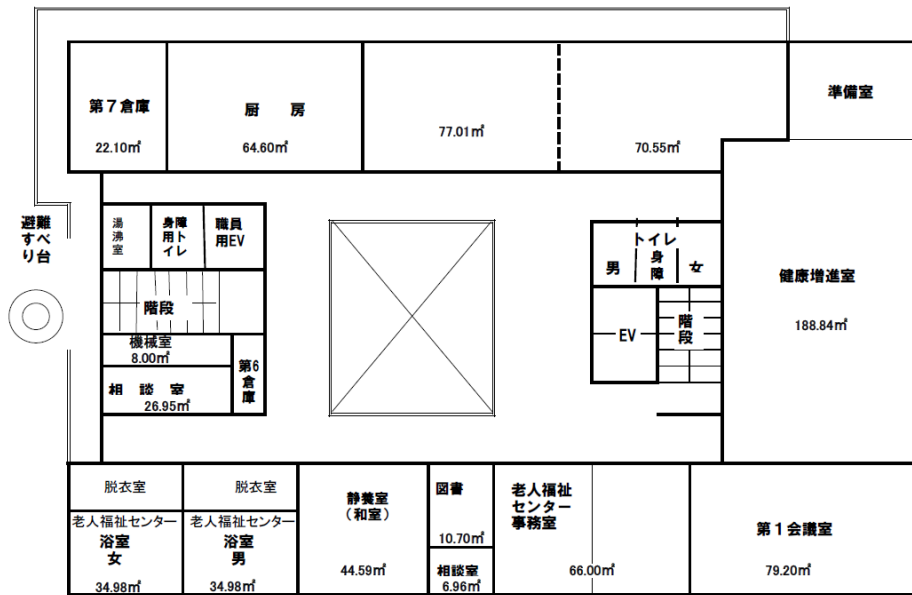 第７倉庫
22.10㎡
厨　房
64.60㎡
77.01㎡
70.55㎡
準備室
避難
すべ
り台
湯
沸
室
身障
用ト
イレ
職員
用EV
階段
機械室
8.00㎡
相　談　室
26.95㎡
第6
倉
庫
トイレ
男
身
障
女
EV
階
段
健康増進室
188.84㎡
脱衣室
老人福祉センター
浴室
女
34.98㎡
脱衣室
老人福祉センター
浴室
男
34.98㎡
静養室
（和室）
44.59㎡
図書
10.70㎡
相談室
6.96㎡
老人福祉
センター
事務室
66.00㎡
第１会議室
79.20㎡